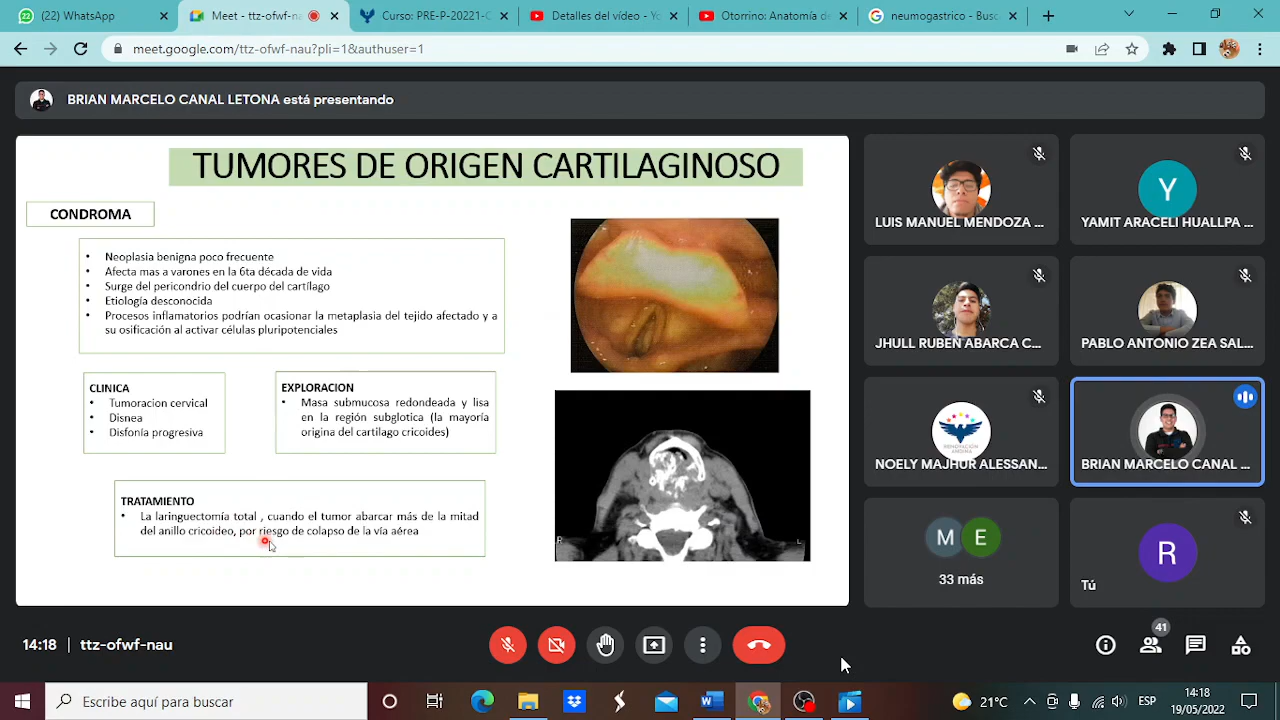 (22) WhatsApp
Meet - ttz-ofwf-nau
Curso: PRE-P-20221-C
Detalles del vídeo - Yo
Otorrino: Anatomía de
neumogastrico - Busc
meet.google.com/ttz-ofwf-nau?pli=1&authuser=1
BRIAN MARCELO CANAL LETONA está presentando
TUMORES DE ORIGEN CARTILAGINOSO
CONDROMA
• Neoplasia benigna poco frecuente
• Afecta mas a varones en la 6ta década de vida
• Surge del pericondrio del cuerpo del cartílago
• Etiología desconocida
• Procesos inflamatorios podrían ocasionar la metaplasia del tejido afectado y a
su osificación al activar células pluripotenciales
CLINICA
• Tumoracion cervical
• Disnea
• Disfonía progresiva
EXPLORACION
• Masa submucosa redondeada y lisa
en la región subglotica (la mayoría
origina del cartilago cricoides)
TRATAMIENTO
• La laringuectomía total , cuando el tumor abarcar más de la mitad
del anillo cricoideo, por riesgo de colapso de la vía aérea
R
L
LUIS MANUEL MENDOZA ...
Y
YAMIT ARACELI HUALLPA ...
JHULL RUBEN ABARCA C...
PABLO ANTONIO ZEA SAL...
RENOVACIÓN
ANDINA
NOELY MAJHUR ALESSAN...
BRIAN MARCELO CANAL ...
M
E
33 más
R
Tú
14:18 | ttz-ofwf-nau
41
Escribe aquí para buscar
21°C
ESP
14:18
19/05/2022